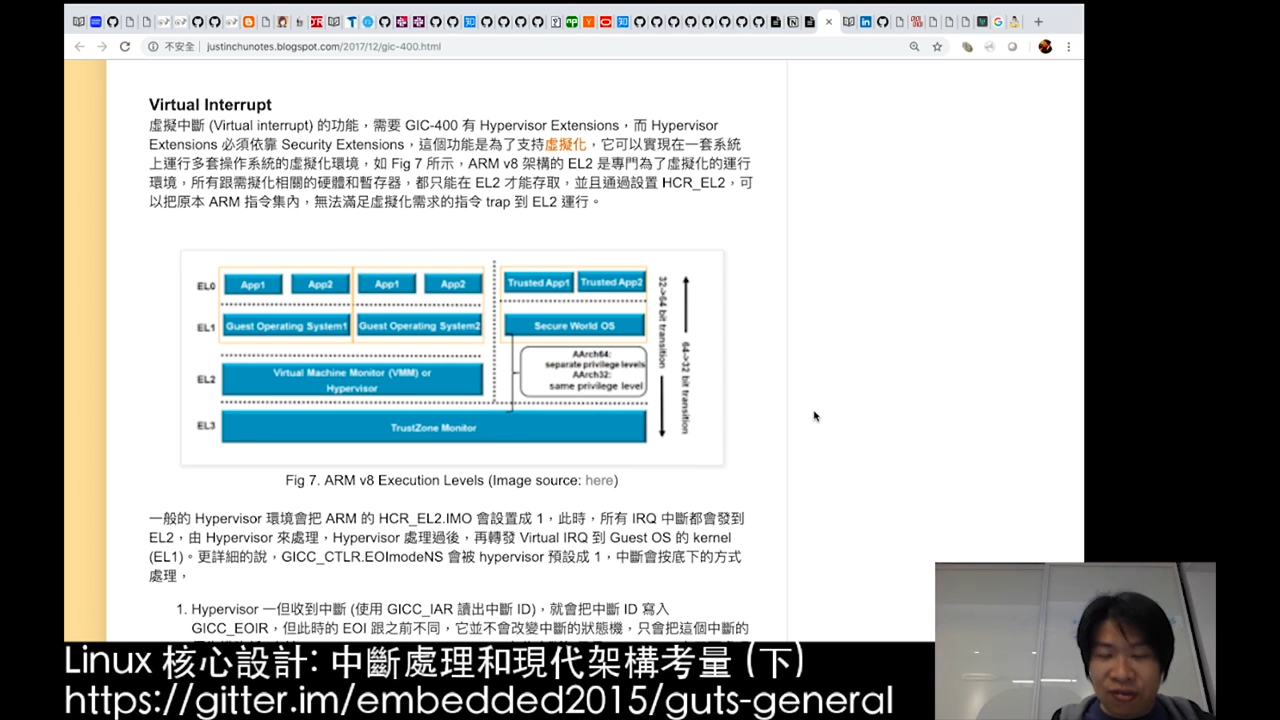 不安全 justinchunotes.blogspot.com/2017/12/gic-400.html
Virtual Interrupt
虛擬中斷 (Virtual interrupt) 的功能，需要 GIC-400 有 Hypervisor Extensions，而 Hypervisor
Extensions 必須依靠 Security Extensions，這個功能是為了支持虛擬化，它可以實現在一套系統
上運行多套操作系統的虛擬化環境，如 Fig 7 所示，ARM v8 架構的 EL2 是專門為了虛擬化的運行
環境，所有跟需擬化相關的硬體和暫存器，都只能在 EL2 才能存取，並且通過設置 HCR_EL2，可
以把原本 ARM 指令集內，無法滿足虛擬化需求的指令 trap 到 EL2 運行。
EL0 App1 App2 App1 App2 Trusted App1 Trusted App2
EL1 Guest Operating System1 Guest Operating System2 Secure World OS
AArch64:
separate privilege levels
AArch32:
same privilege level
EL2 Virtual Machine Monitor (VMM) or
Hypervisor
EL3 TrustZone Monitor
32->64 bit transition
64->32 bit transition
Fig 7. ARM v8 Execution Levels (Image source: here)
一般的 Hypervisor 環境會把 ARM 的 HCR_EL2.IMO 會設置成 1，此時，所有 IRQ 中斷都會發到
EL2，由 Hypervisor 來處理，Hypervisor 處理過後，再轉發 Virtual IRQ 到 Guest OS 的 kernel
(EL1)。更詳細的說，GICC_CTLR.EOImodeNS 會被 hypervisor 預設成 1，中斷會按底下的方式
處理，
1. Hypervisor 一但收到中斷 (使用 GICC_IAR 讀出中斷 ID)，就會把中斷 ID 寫入
GICC_EOIR，但此時的 EOI 跟之前不同，它並不會改變中斷的狀態機，只會把這個中斷的
Linux 核心設計: 中斷處理和現代架構考量 (下)
https://gitter.im/embedded2015/guts-general